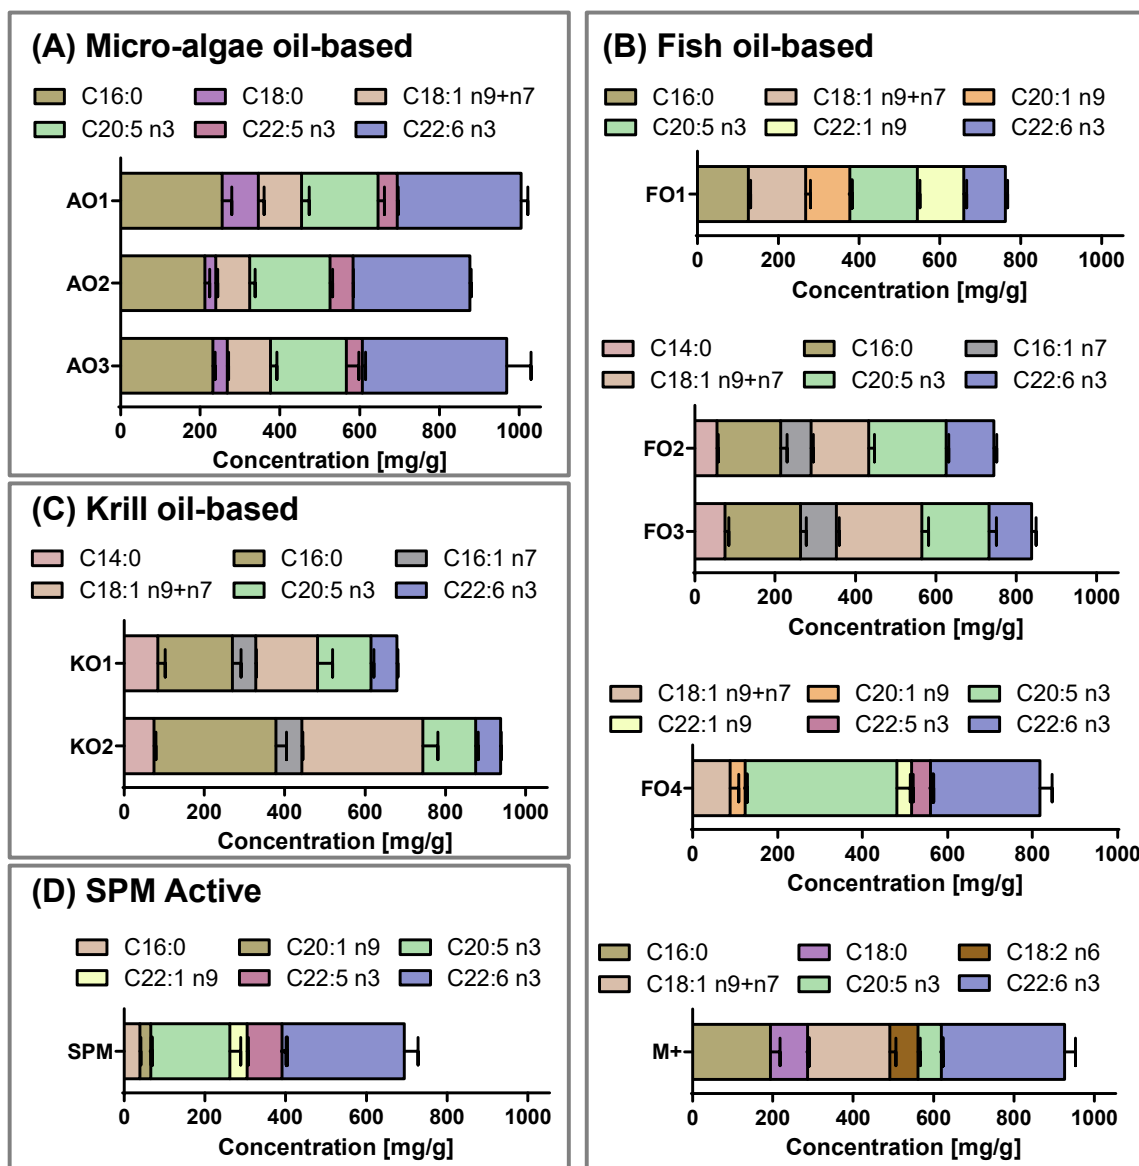 (A) Micro-algae oil-based
C16:0 C18:0 C18:1 n9+n7
C20:5 n3 C22:5 n3 C22:6 n3
AO1
AO2
AO3
0 200 400 600 800 1000
Concentration [mg/g]
(C) Krill oil-based
C14:0 C16:0 C16:1 n7
C18:1 n9+n7 C20:5 n3 C22:6 n3
KO1
KO2
0 200 400 600 800 1000
Concentration [mg/g]
(D) SPM Active
C16:0 C20:1 n9 C20:5 n3
C22:1 n9 C22:5 n3 C22:6 n3
SPM
0 200 400 600 800 1000
Concentration [mg/g]
(B) Fish oil-based
C16:0 C18:1 n9+n7 C20:1 n9
C20:5 n3 C22:1 n9 C22:6 n3
FO1
0 200 400 600 800 1000
Concentration [mg/g]
C14:0 C16:0 C16:1 n7
C18:1 n9+n7 C20:5 n3 C22:6 n3
FO2
FO3
0 200 400 600 800 1000
Concentration [mg/g]
C18:1 n9+n7 C20:1 n9 C20:5 n3
C22:1 n9 C22:5 n3 C22:6 n3
FO4
0 200 400 600 800 1000
Concentration [mg/g]
C16:0 C18:0 C18:2 n6
C18:1 n9+n7 C20:5 n3 C22:6 n3
M+
0 200 400 600 800 1000
Concentration [mg/g]